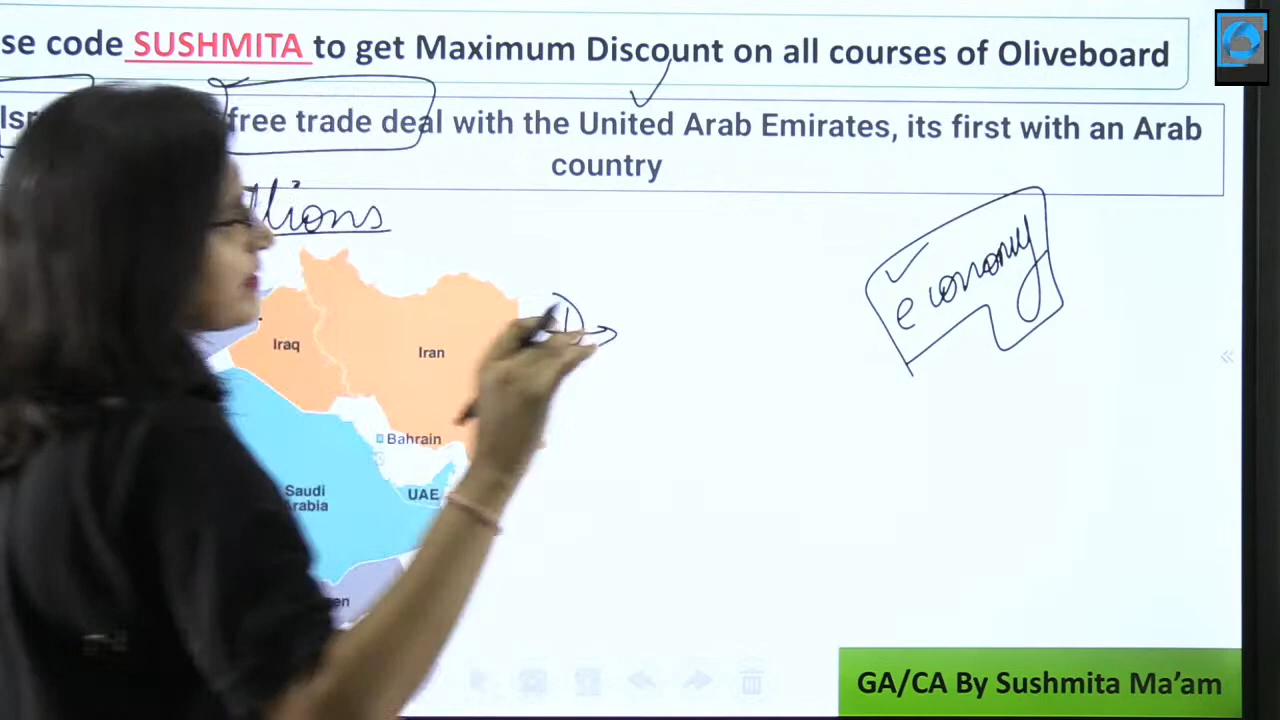 se code SUSHMITA to get Maximum Discount on all courses of Oliveboard
free trade deal with the United Arab Emirates, its first with an Arab
country
economy
Iraq
Iran
Bahrain
Saudi
Arabia
UAE
GA/CA By Sushmita Ma'am